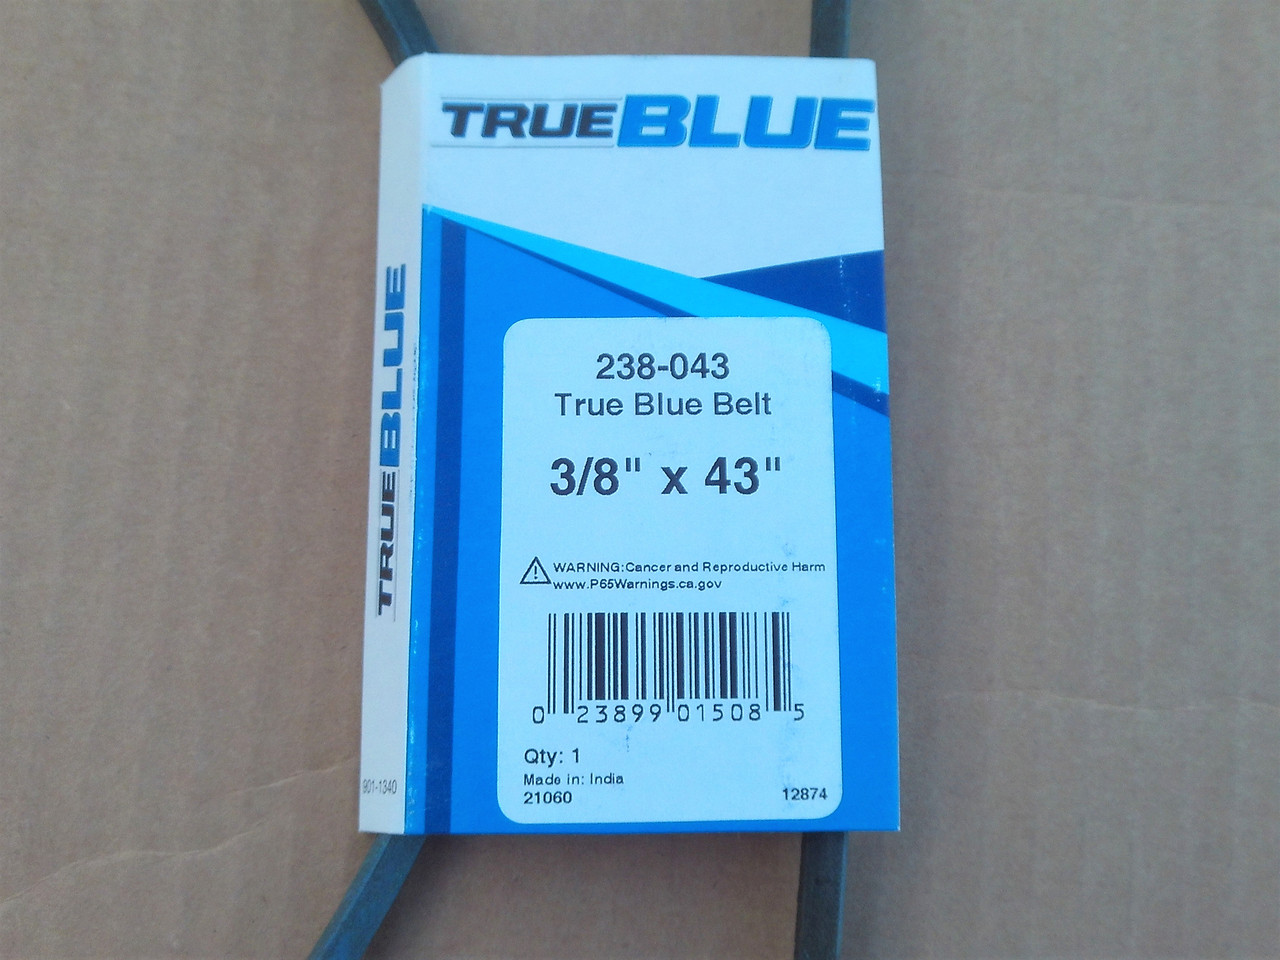 TRUEBLUE
TRUEBLUE
238-043
True Blue Belt
3/8" x 43"
WARNING:Cancer and Reproductive Harm
www.P65Warnings.ca.gov
0 23899 01508 5
Qty: 1
Made in: India
21060
12874
901-1340